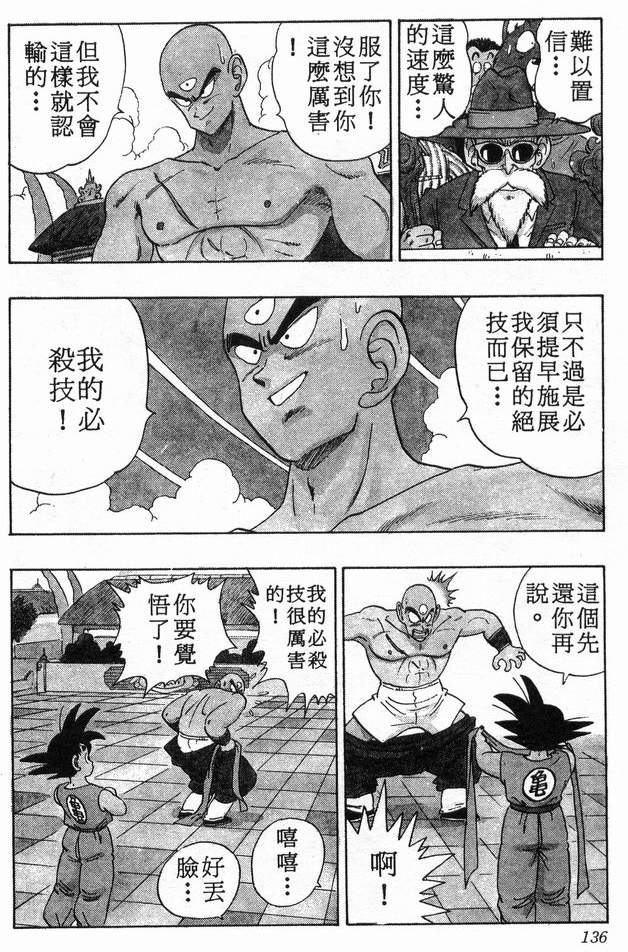 難以置
信⋯
這麼驚人
的速度⋯
服了你！
沒想到你
這麼厲害
！
但我不會
這樣就認
輸的⋯
只不過是必
須提早施展
我保留的絕
技而已⋯
我的必
殺技！
這個先
還你再
說。
龜
啊！
我的必殺
技很厲害
的！
你要覺
悟了！
龜
嘻嘻⋯
好丟
臉⋯
136